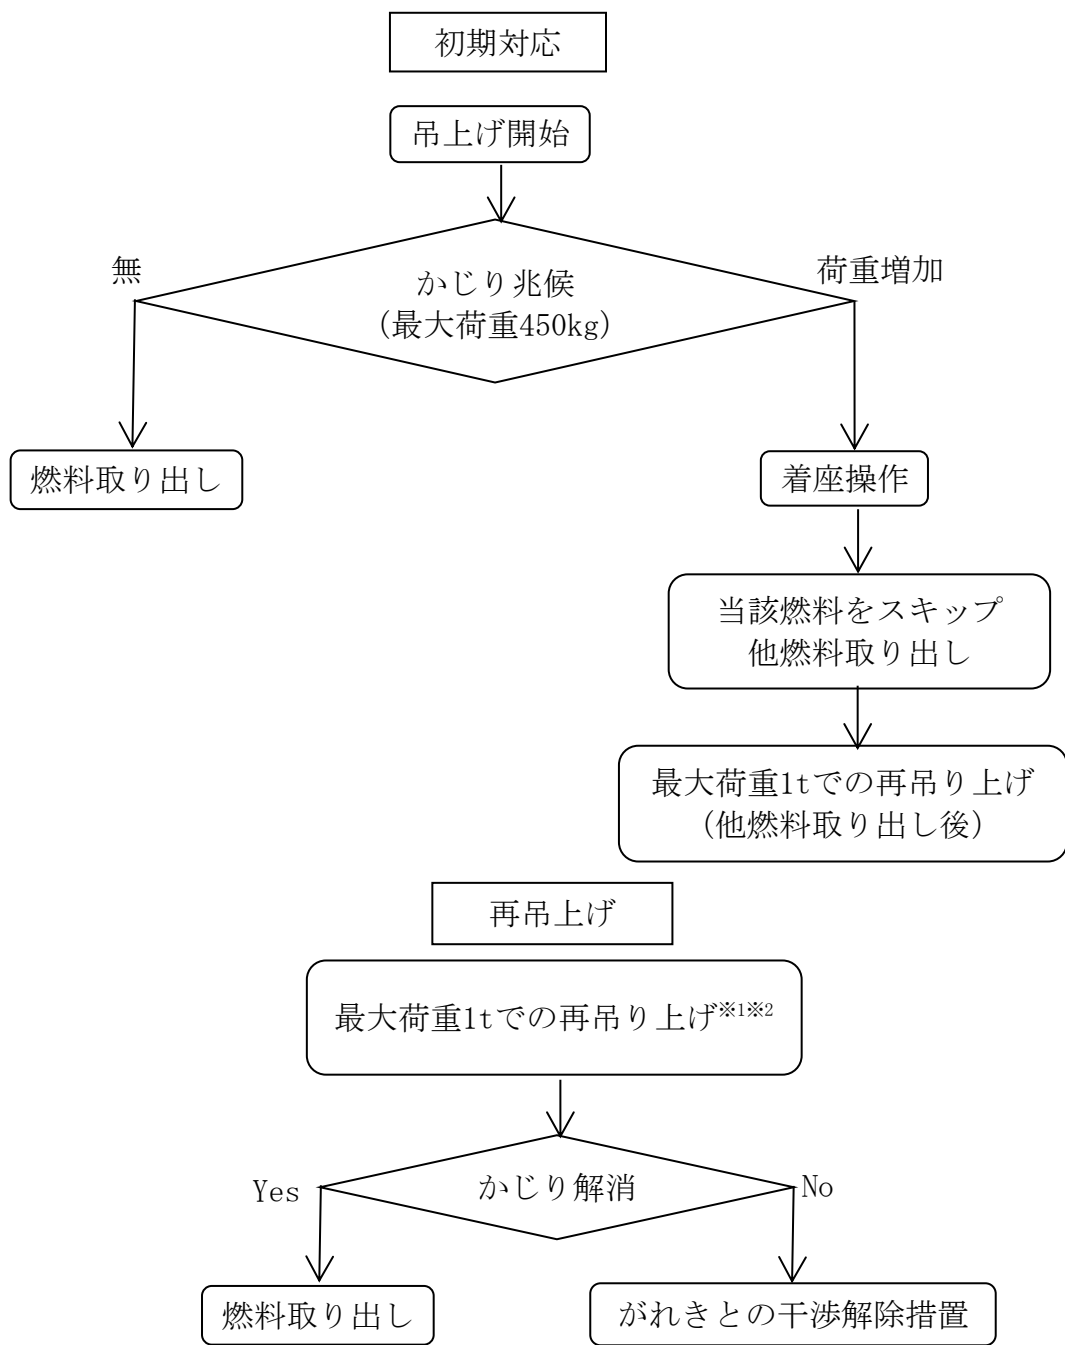 初期対応
吊上げ開始
無
荷重増加
かじり兆候
(最大荷重450kg)
燃料取り出し
着座操作
当該燃料をスキップ
他燃料取り出し
最大荷重1tでの再吊り上げ
(他燃料取り出し後)
再吊上げ
最大荷重1tでの再吊り上げ※1※2
Yes
かじり解消
No
燃料取り出し
がれきとの干渉解除措置